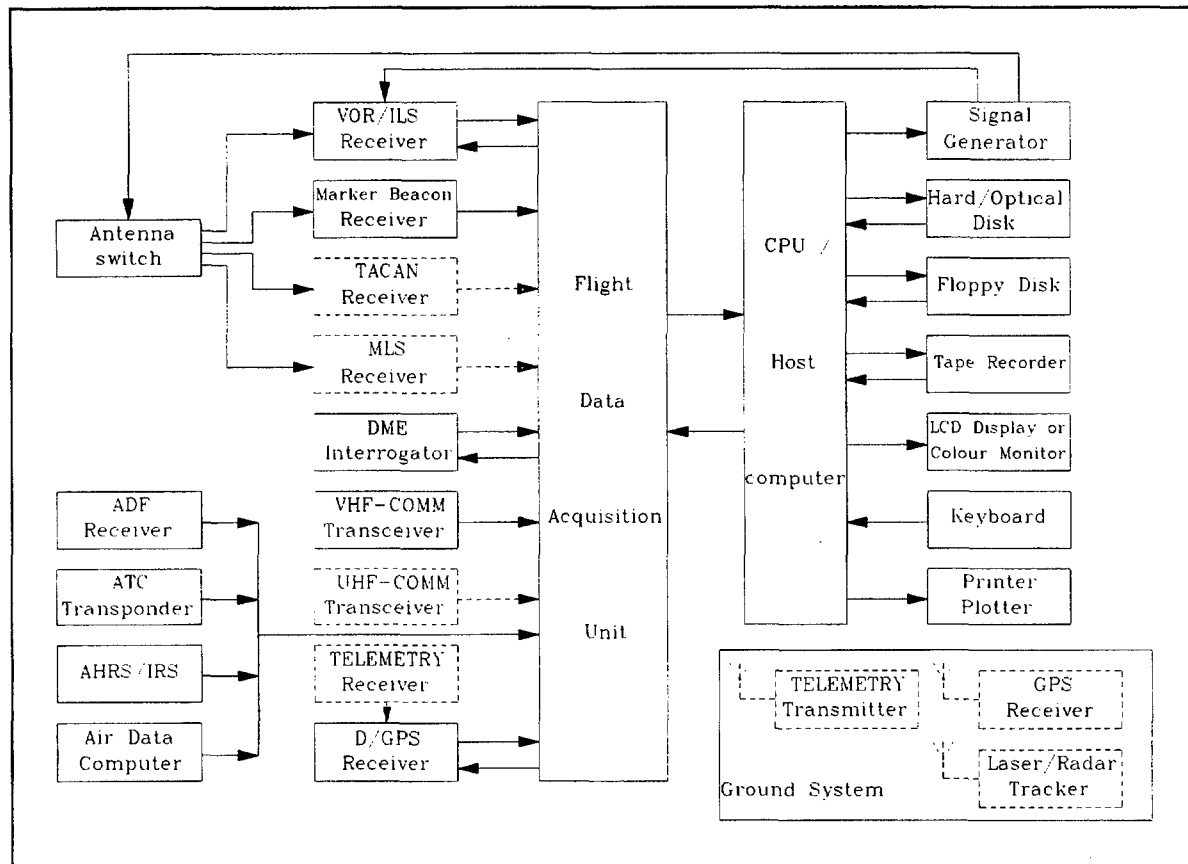 VOR/ILS
Receiver
Marker Beacon
Receiver
Antenna
switch
TACAN
Receiver
MLS
Receiver
DME
Interrogator
ADF
Receiver
VHF-COMM
Transceiver
ATC
Transponder
UHF-COMM
Transceiver
AHRS/IRS
TELEMETRY
Receiver
Air Data
Computer
D/GPS
Receiver
Flight
Data
Acquisition
Unit
CPU /
Host
computer
Signal
Generator
Hard/Optical
Disk
Floppy Disk
Tape Recorder
LCD Display or
Colour Monitor
Keyboard
Printer
Plotter
TELEMETRY
Transmitter
GPS
Receiver
Laser/Radar
Tracker
Ground System